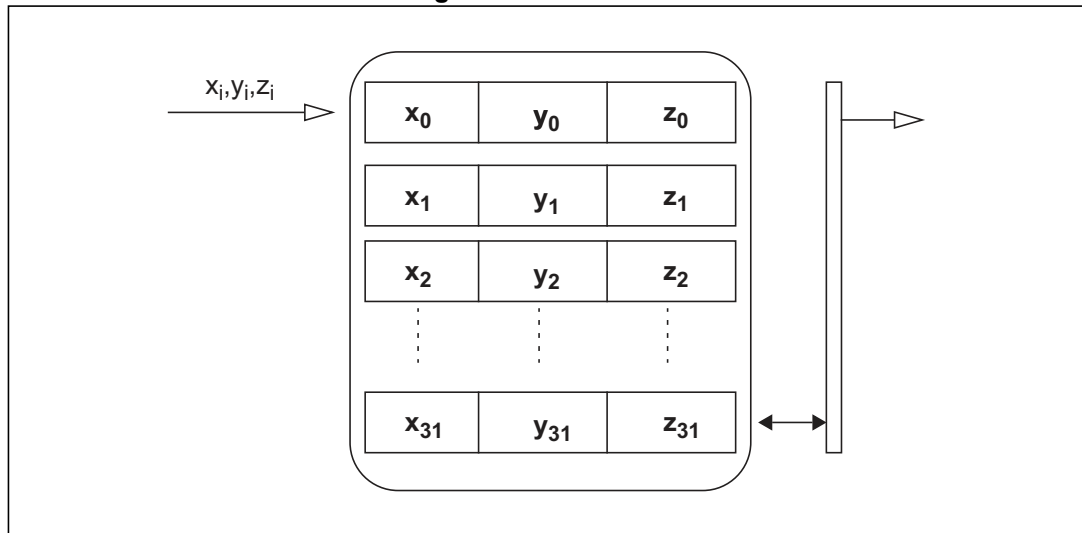 xᵢ,yᵢ,zᵢ
x₀ y₀ z₀
x₁ y₁ z₁
x₂ y₂ z₂
x₃₁ y₃₁ z₃₁